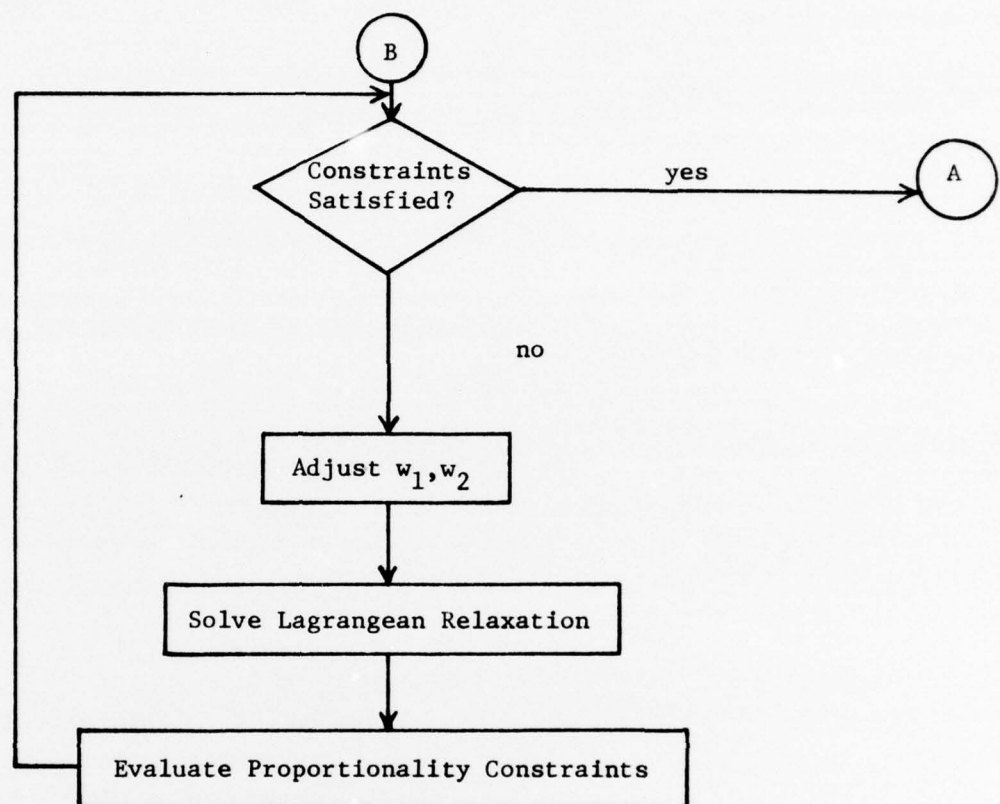 B
Constraints
Satisfied?
yes
A
no
Adjust w₁,w₂
Solve Lagrangean Relaxation
Evaluate Proportionality Constraints